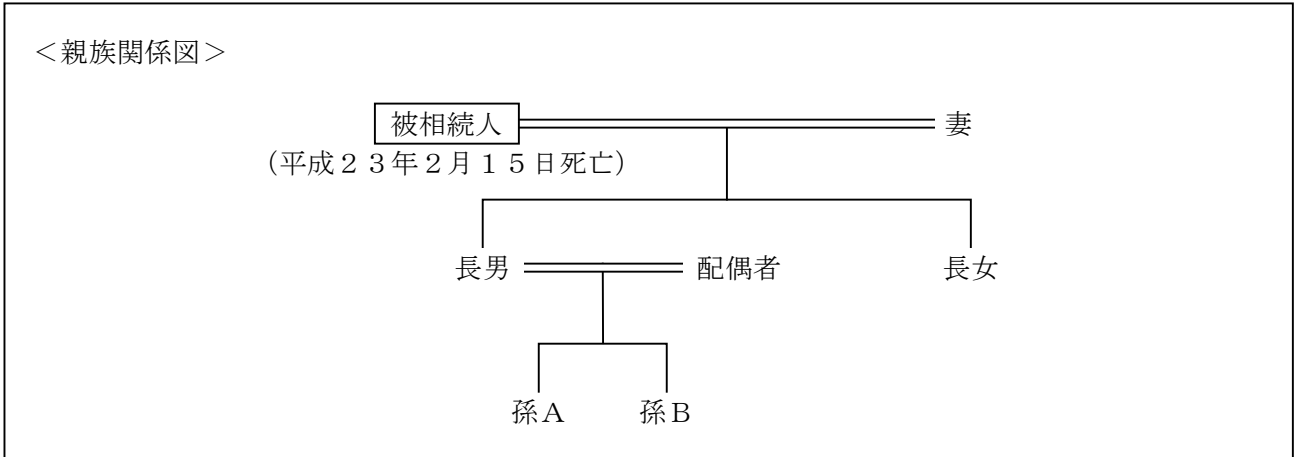 ＜親族関係図＞
被相続人 妻
（平成２３年２月１５日死亡）
長男 配偶者 長女
孫Ａ 孫Ｂ